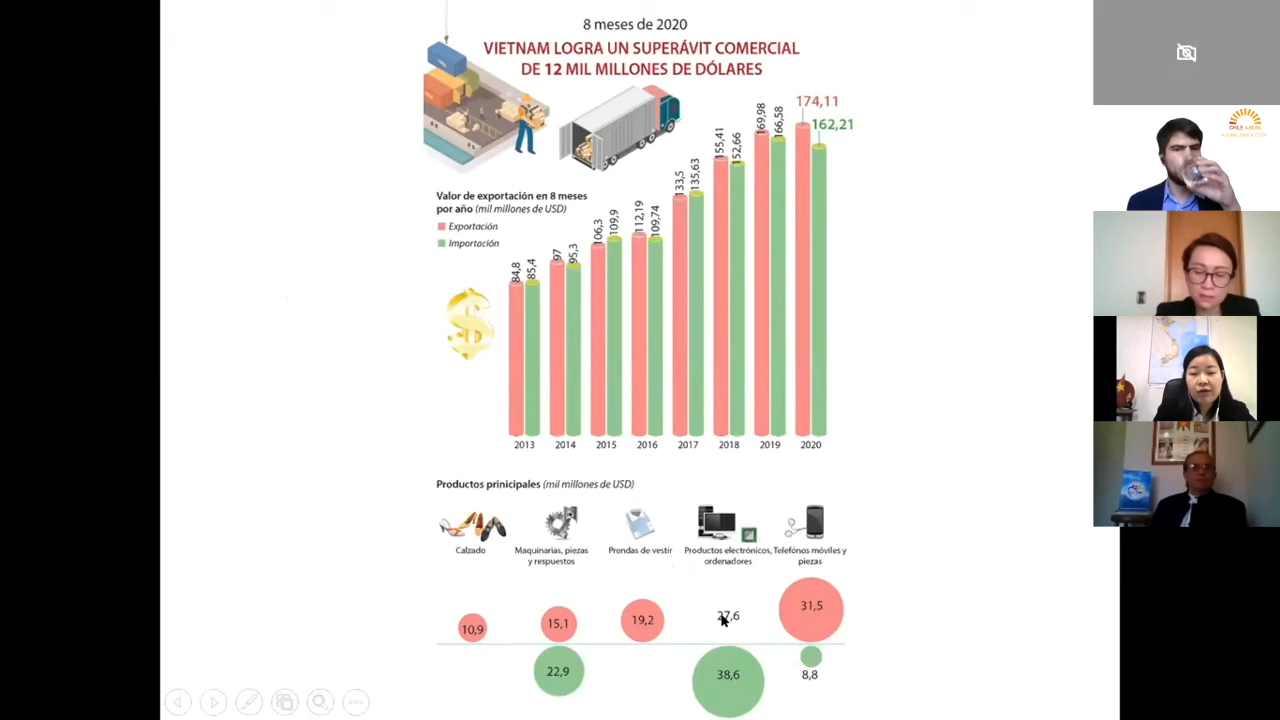 8 meses de 2020
VIETNAM LOGRA UN SUPERÁVIT COMERCIAL
DE 12 MIL MILLONES DE DÓLARES
174,11
162,21
169,98
166,58
155,41
152,66
133,5
135,63
112,19
109,74
106,3
109,9
97
95,3
84,8
85,4
Valor de exportación en 8 meses
por año (mil millones de USD)
Exportación
Importación
2013 2014 2015 2016 2017 2018 2019 2020
Productos prinicipales (mil millones de USD)
Calzado
Maquinarias, piezas
y respuestos
Prendas de vestir
Productos electrónicos,
ordenadores
Teléfonos móviles y
piezas
10,9 15,1 19,2 27,6 31,5
22,9 38,6 8,8
CHILE ASEAN